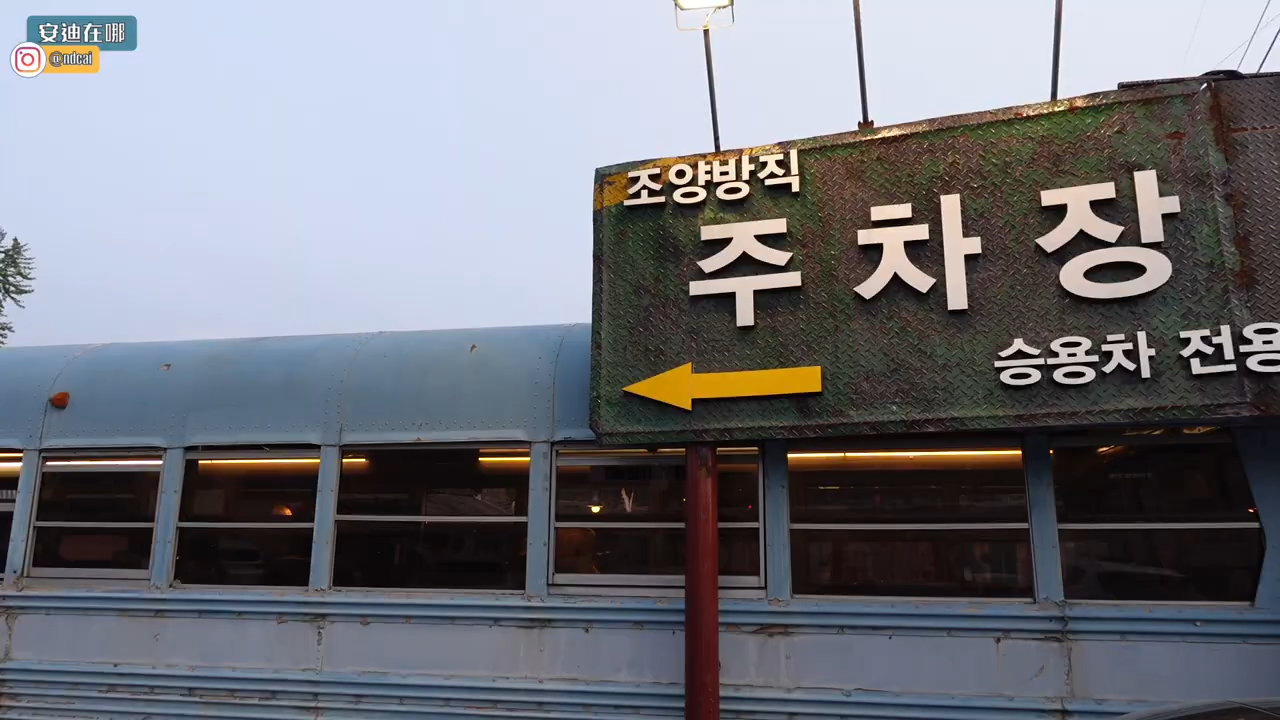 安迪在哪
@ndcai
조양방직
주차장
승용차 전용